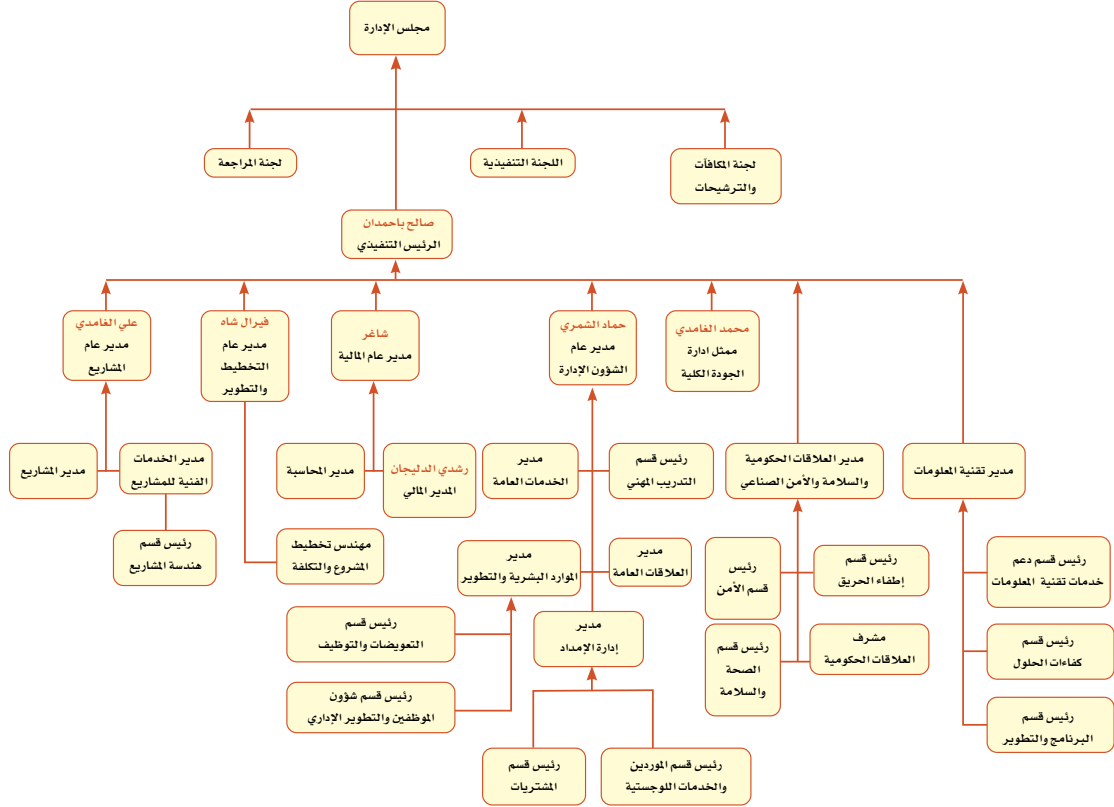 مجلس الإدارة
لجنة المكافآت
والترشيحات
اللجنة التنفيذية
لجنة المراجعة
صالح باحمدان
الرئيس التنفيذي
محمد الغامدي
ممثل ادارة
الجودة الكلية
حماد الشمري
مدير عام
الشؤون الإدارة
شاغر
مدير عام المالية
فيرال شاه
مدير عام
التخطيط
والتطوير
علي الغامدي
مدير عام
المشاريع
مدير تقنية المعلومات
مدير العلاقات الحكومية
والسلامة والأمن الصناعي
رئيس قسم
التدريب المهني
مدير
الخدمات العامة
رشدي الدليجان
المدير المالي
مدير المحاسبة
مدير الخدمات
الفنية للمشاريع
مدير المشاريع
رئيس قسم دعم
خدمات تقنية المعلومات
رئيس قسم
إطفاء الحريق
رئيس
قسم الأمن
مدير
العلاقات العامة
مدير
الموارد البشرية والتطوير
مهندس تخطيط
المشروع والتكلفة
رئيس قسم
هندسة المشاريع
رئيس قسم
كفاءات الحلول
مشرف
العلاقات الحكومية
رئيس قسم
الصحة
والسلامة
مدير
إدارة الإمداد
رئيس قسم
التعويضات والتوظيف
رئيس قسم
البرنامج والتطوير
رئيس قسم شؤون
الموظفين والتطوير الإداري
رئيس قسم الموردين
والخدمات اللوجستية
رئيس قسم
المشتريات